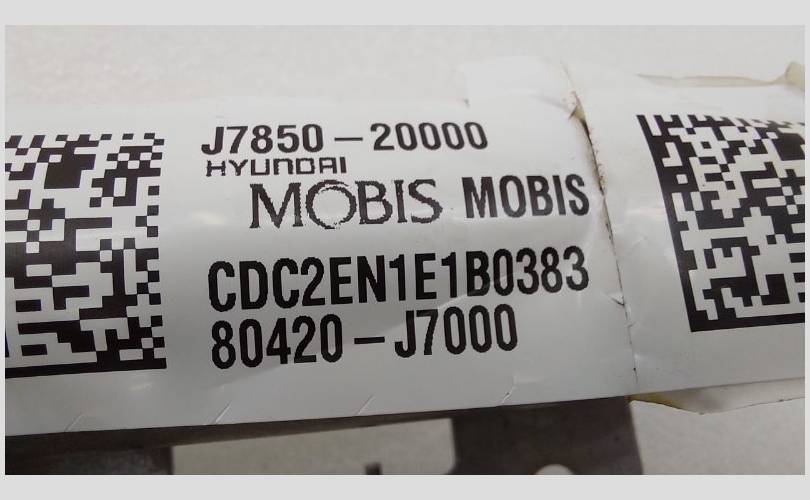 J7850-20000
HYUNDAI
MOBIS MOBIS
CDC2EN1E1B0383
80420-J7000